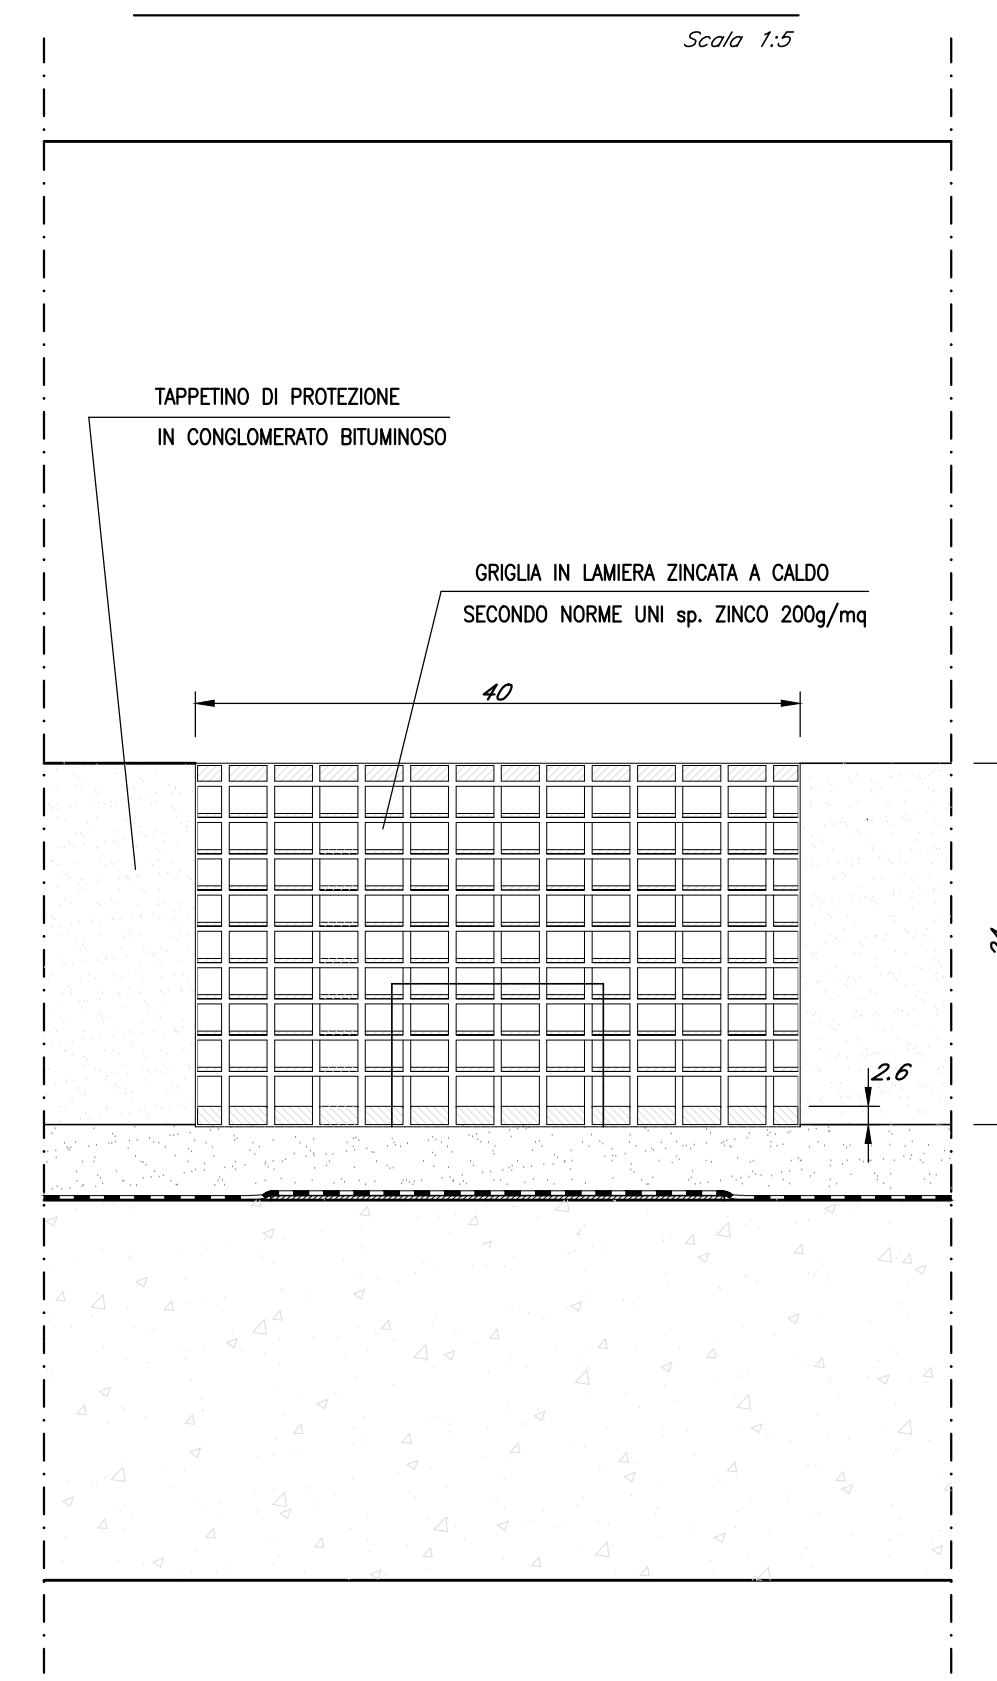 Scala 1:5
TAPPETINO DI PROTEZIONE
IN CONGLOMERATO BITUMINOSO
GRIGLIA IN LAMIERA ZINCATA A CALDO
SECONDO NORME UNI sp. ZINCO 200g/mq
40
2.6